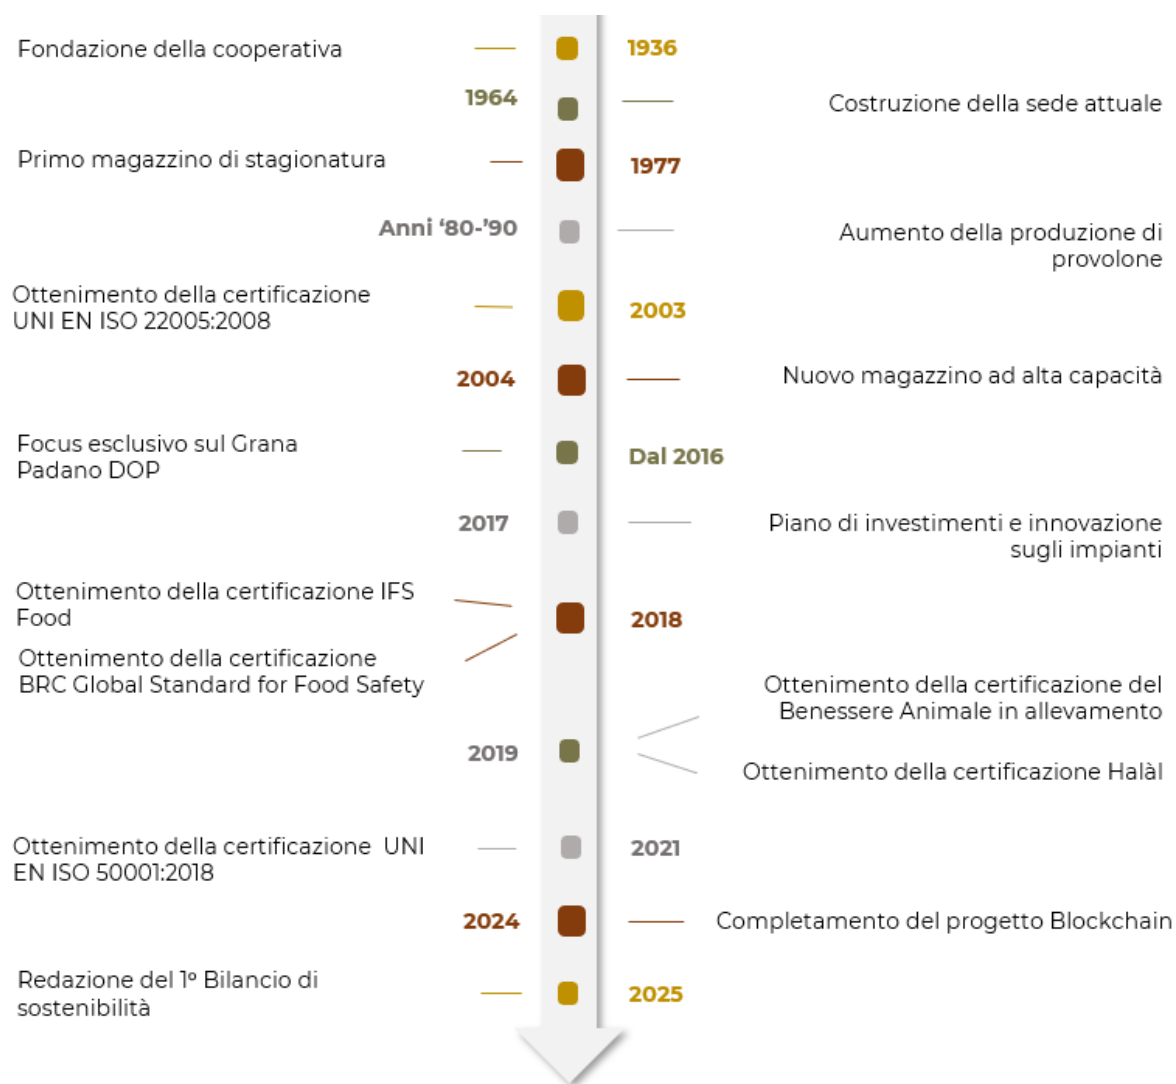 Fondazione della cooperativa
1936
1964
Costruzione della sede attuale
Primo magazzino di stagionatura
1977
Anni ‘80-’90
Aumento della produzione di
provolone
Ottenimento della certificazione
UNI EN ISO 22005:2008
2003
2004
Nuovo magazzino ad alta capacità
Focus esclusivo sul Grana
Padano DOP
Dal 2016
2017
Piano di investimenti e innovazione
sugli impianti
Ottenimento della certificazione IFS
Food
Ottenimento della certificazione
BRC Global Standard for Food Safety
2018
2019
Ottenimento della certificazione del
Benessere Animale in allevamento
Ottenimento della certificazione Halàl
Ottenimento della certificazione  UNI
EN ISO 50001:2018
2021
2024
Completamento del progetto Blockchain
Redazione del 1º Bilancio di
sostenibilità
2025